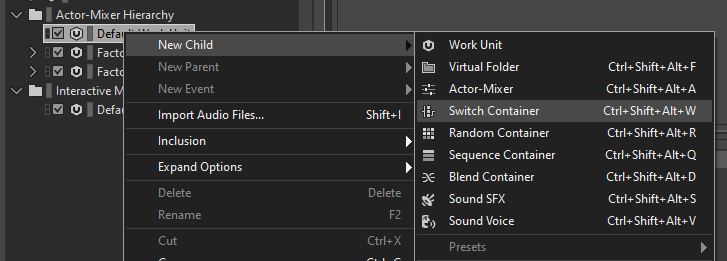 Actor-Mixer Hierarchy
Default Work Unit
Facto
Facto
Interactive M
Defau
New Child
New Parent
New Event
Import Audio Files... Shift+I
Inclusion
Expand Options
Delete Delete
Rename F2
Cut Ctrl+X
Work Unit
Virtual Folder Ctrl+Shift+Alt+F
Actor-Mixer Ctrl+Shift+Alt+A
Switch Container Ctrl+Shift+Alt+W
Random Container Ctrl+Shift+Alt+R
Sequence Container Ctrl+Shift+Alt+Q
Blend Container Ctrl+Shift+Alt+D
Sound SFX Ctrl+Shift+Alt+S
Sound Voice Ctrl+Shift+Alt+V
Presets